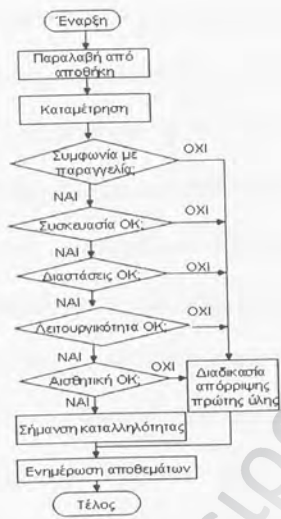 Έναρξη
Παραλαβή από
αποθήκη
Καταμέτρηση
Συμφωνία με
παραγγελία;
ΟΧΙ
ΝΑΙ
Συσκευασία ΟΚ;
ΟΧΙ
ΝΑΙ
Διαστάσεις ΟΚ;
ΟΧΙ
ΝΑΙ
Λειτουργικότητα ΟΚ;
ΟΧΙ
ΝΑΙ
Αισθητική ΟΚ;
ΟΧΙ
Διαδικασία
απόρριψης
πρώτης ύλης
ΝΑΙ
Σήμανση καταλληλότητας
Ενημέρωση αποθεμάτων
Τέλος